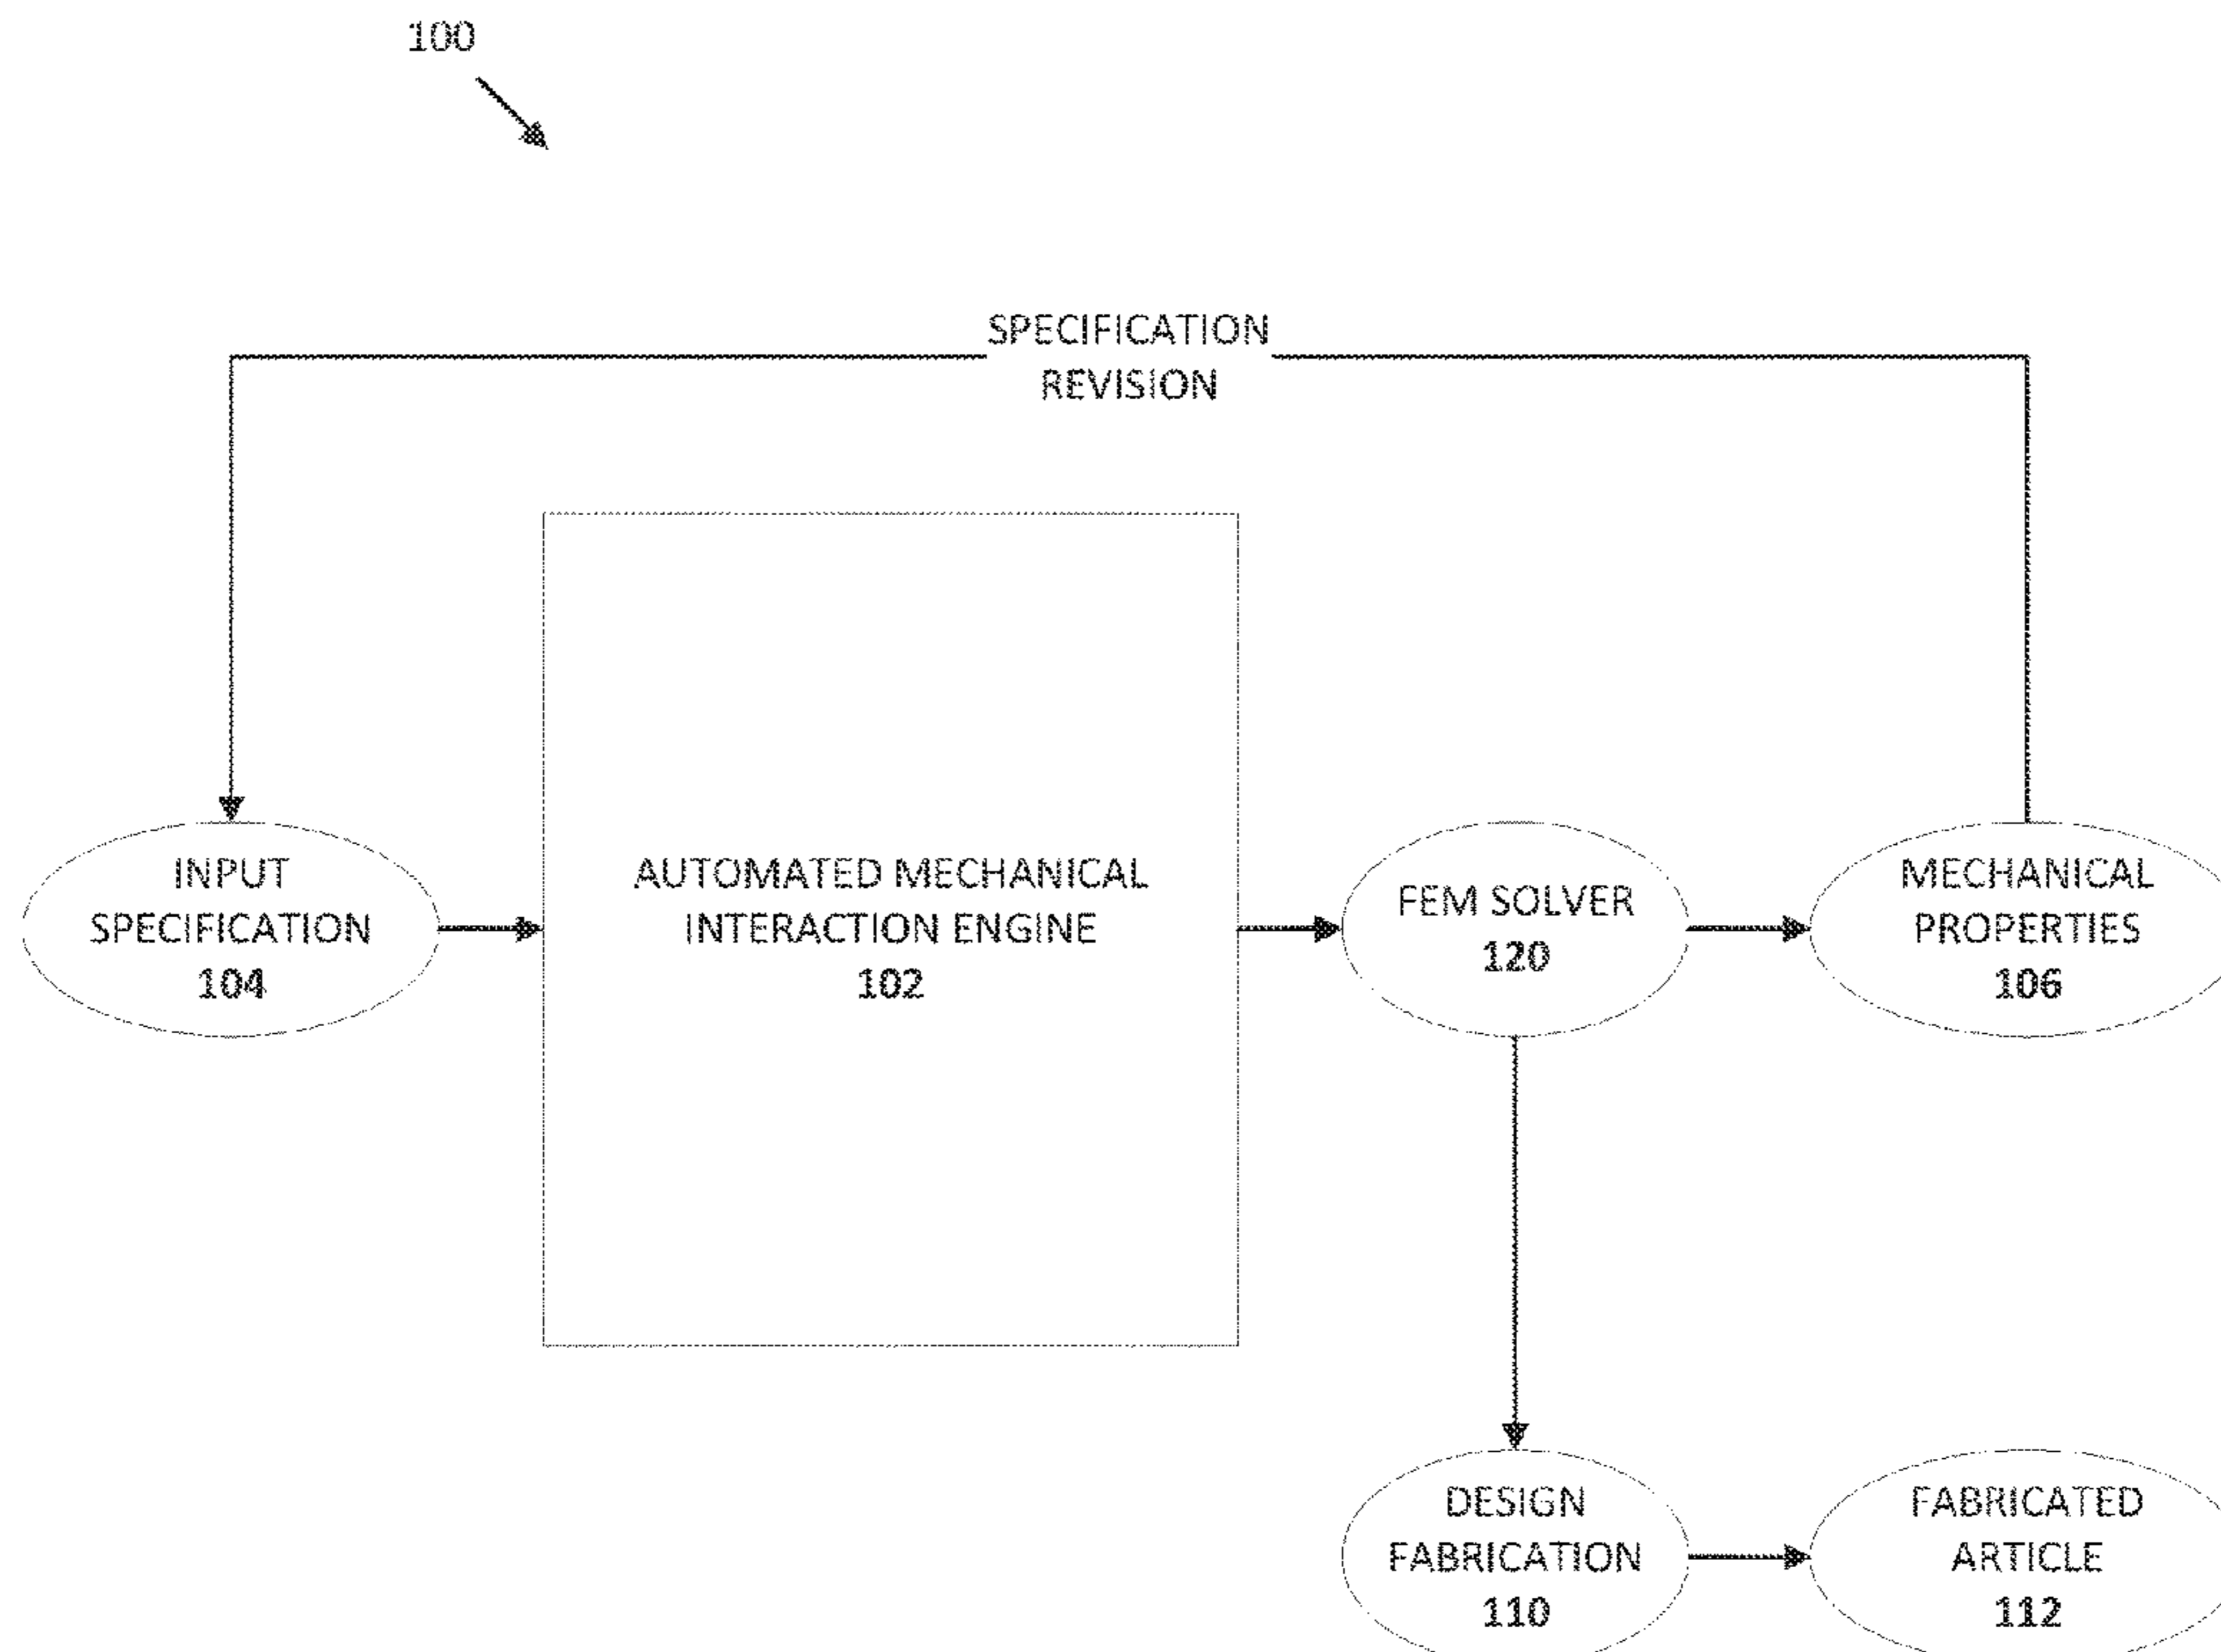 100
SPECIFICATION
REVISION
INPUT
SPECIFICATION
104
AUTOMATED MECHANICAL
INTERACTION ENGINE
102
FEM SOLVER
120
MECHANICAL
PROPERTIES
106
DESIGN
FABRICATION
110
FABRICATED
ARTICLE
112